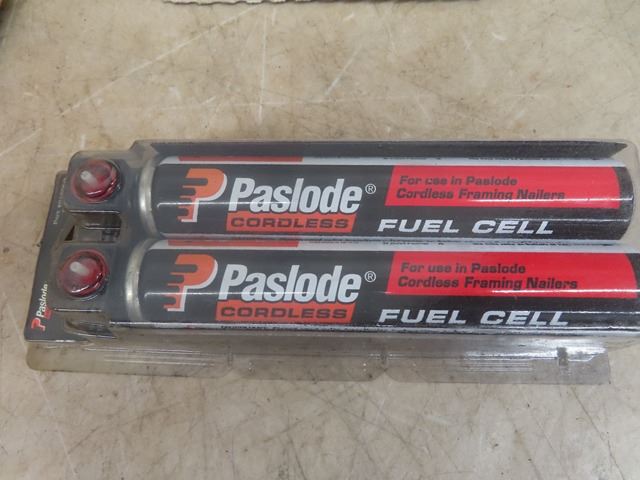 Paslode®
CORDLESS
For use in Paslode
Cordless Framing Nailers
FUEL CELL
Paslode®
CORDLESS
For use in Paslode
Cordless Framing Nailers
FUEL CELL
Paslode